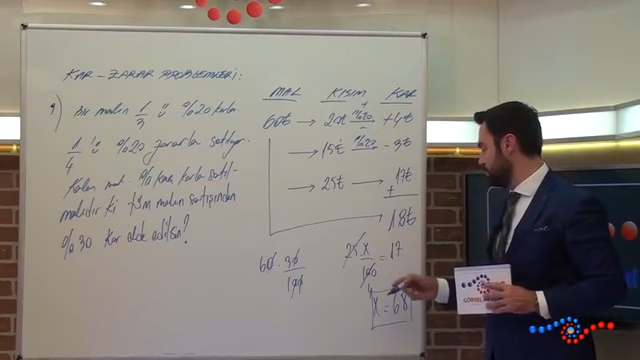 KAR – ZARAR PROBLEMLERİ:
9) Bir malın 1/3 ü %20 karla
1/4 'ü %20 zararla satılıyor.
Kalan mal %kaç karla satıl-
malıdır ki tüm malın satışından
%30 kar elde edilsin?
MAL KISIM KAR
60₺ → 20₺ +%20 +4₺
→ 15₺ %20 -3₺
→ 25₺ → 17₺
+
18₺
60 · 30/100
25·x/100 = 17
x = 68
GÖRSEL